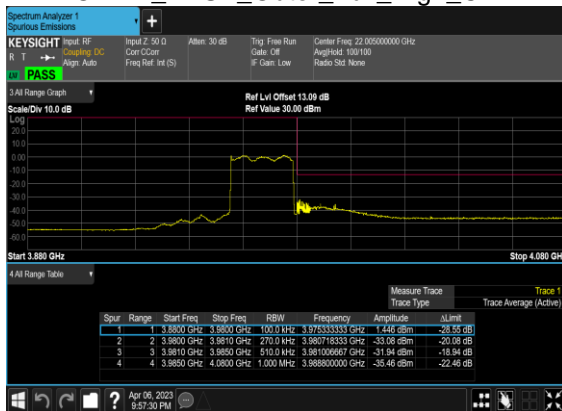 Spectrum Analyzer 1
Spurious Emissions
KEYSIGHT Input: RF Input Z: 50 Ω Atten: 30 dB Trig: Free Run Center Freq: 22.005000000 GHz
R T Coupling: DC Corr CCorr Gate: Off Avg|Hold: 100/100
Align: Auto Freq Ref: Int (S) IF Gain: Low Radio Std: None
PASS
3 All Range Graph
Ref Lvl Offset 13.09 dB
Scale/Div 10.0 dB Ref Value 30.00 dBm
Log
20.0
10.0
0.00
-10.0
-20.0
-30.0
-40.0
-50.0
-60.0
Start 3.880 GHz Stop 4.080 GH
4 All Range Table
Measure Trace Trace 1
Trace Type Trace Average (Active)
Spur Range Start Freq Stop Freq RBW Frequency Amplitude ΔLimit
1 1 3.8800 GHz 3.9800 GHz 100.0 kHz 3.975333333 GHz 1.446 dBm -28.55 dB
2 2 3.9800 GHz 3.9810 GHz 270.0 kHz 3.980718333 GHz -33.08 dBm -20.08 dB
3 3 3.9810 GHz 3.9850 GHz 510.0 kHz 3.981006667 GHz -31.94 dBm -18.94 dB
4 4 3.9850 GHz 4.0800 GHz 1.000 MHz 3.988800000 GHz -35.46 dBm -22.46 dB
Apr 06, 2023
9:57:30 PM